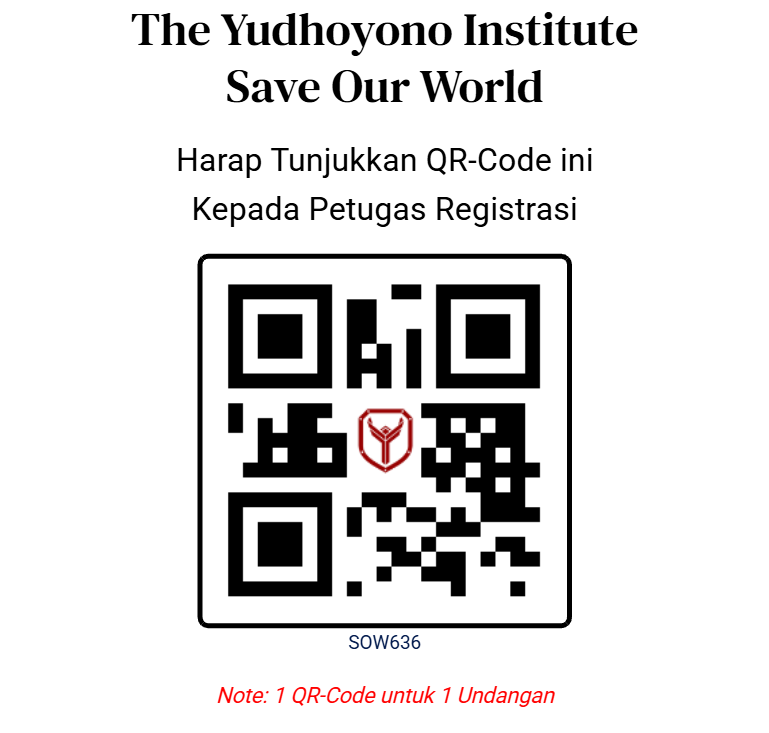 The Yudhoyono Institute
Save Our World
Harap Tunjukkan QR-Code ini
Kepada Petugas Registrasi
SOW636
Note: 1 QR-Code untuk 1 Undangan